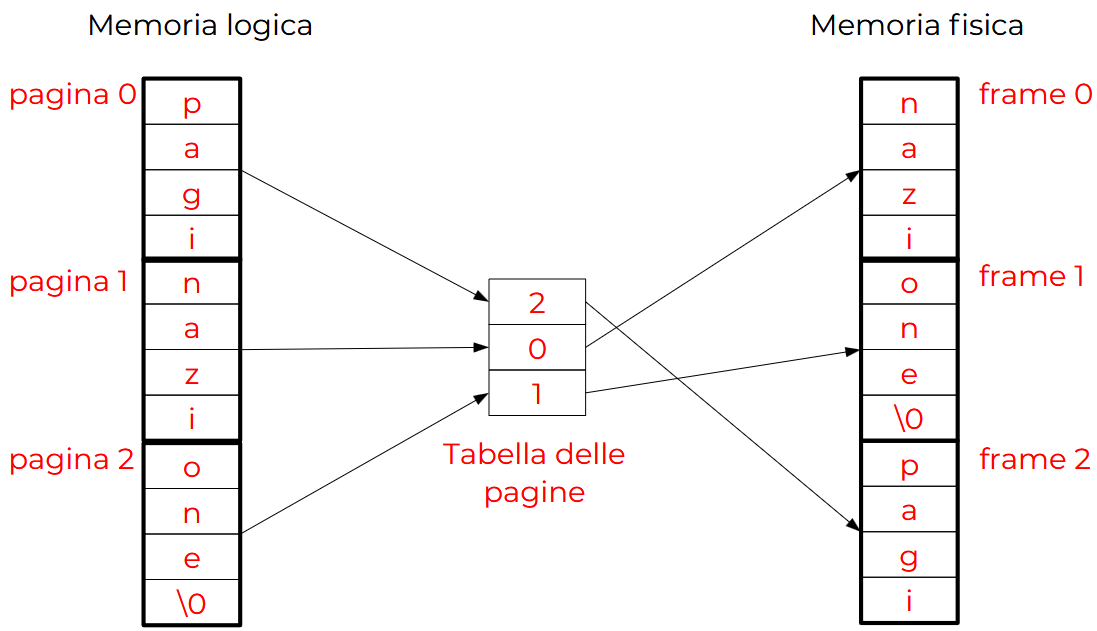 Memoria logica
Memoria fisica
pagina 0
p
a
g
i
pagina 1
n
a
z
i
pagina 2
o
n
e
\0
2
0
1
Tabella delle
pagine
n
a
z
i
frame 0
o
n
e
\0
frame 1
p
a
g
i
frame 2